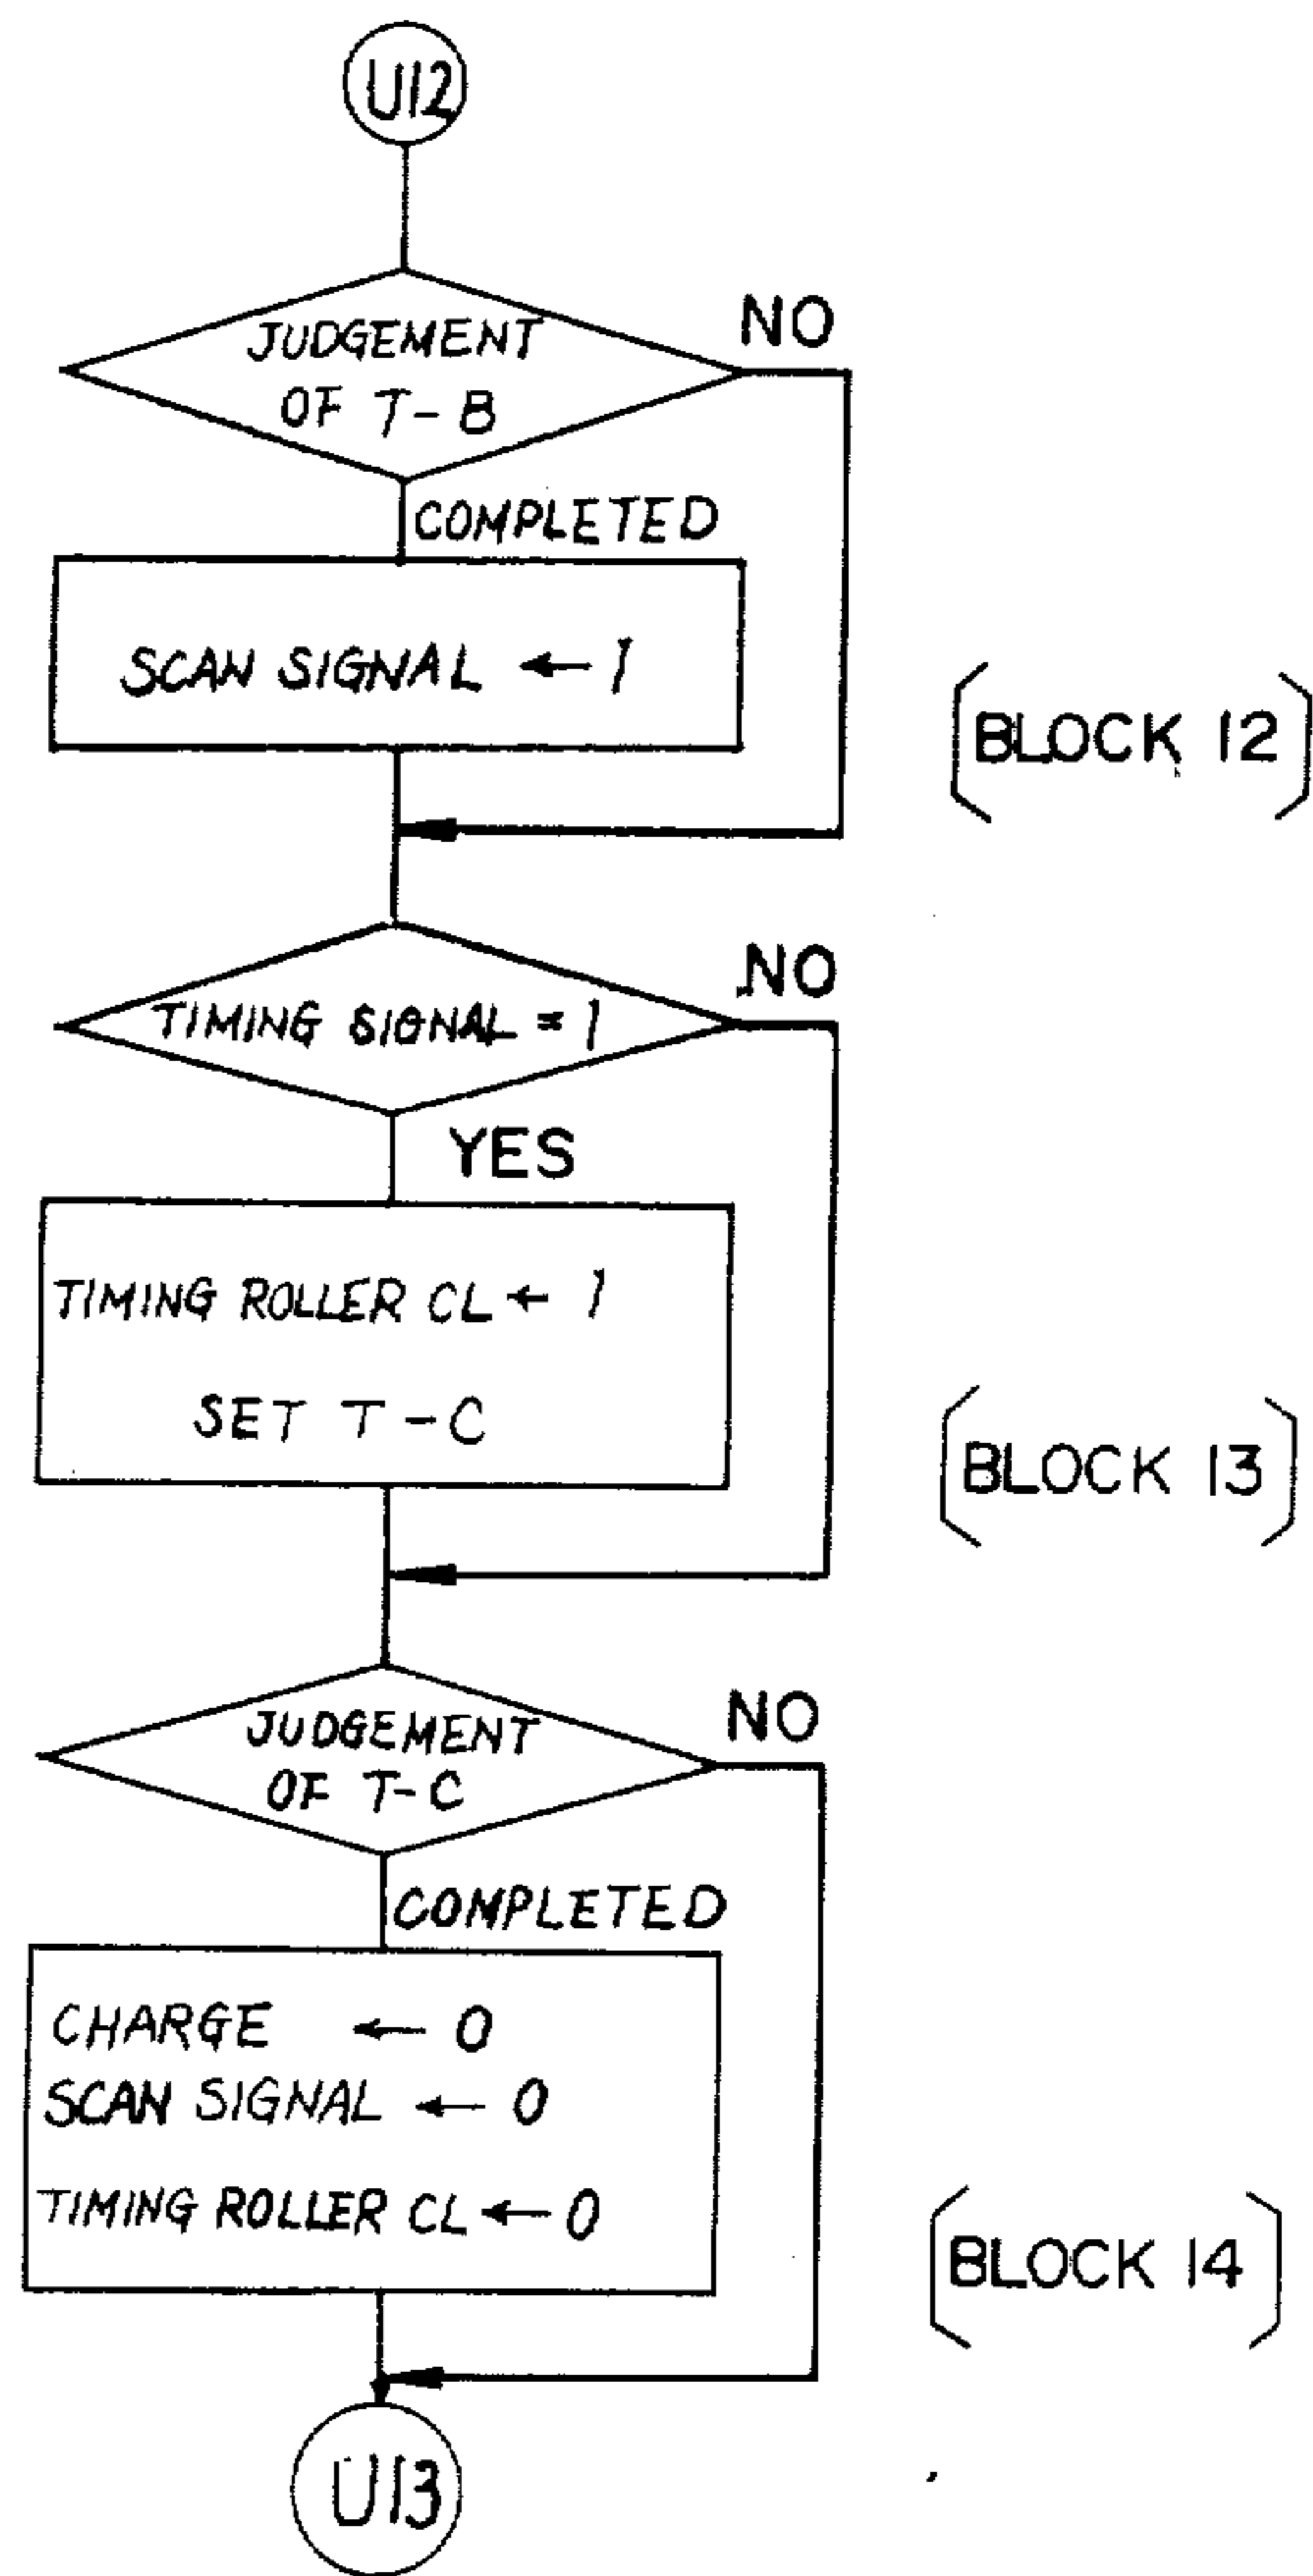 U12
JUDGEMENT
OF T-B
NO
COMPLETED
SCAN SIGNAL ← 1
(BLOCK 12)
TIMING SIGNAL = 1
NO
YES
TIMING ROLLER CL ← 1
SET T-C
(BLOCK 13)
JUDGEMENT
OF T-C
NO
COMPLETED
CHARGE ← 0
SCAN SIGNAL ← 0
TIMING ROLLER CL ← 0
(BLOCK 14)
U13